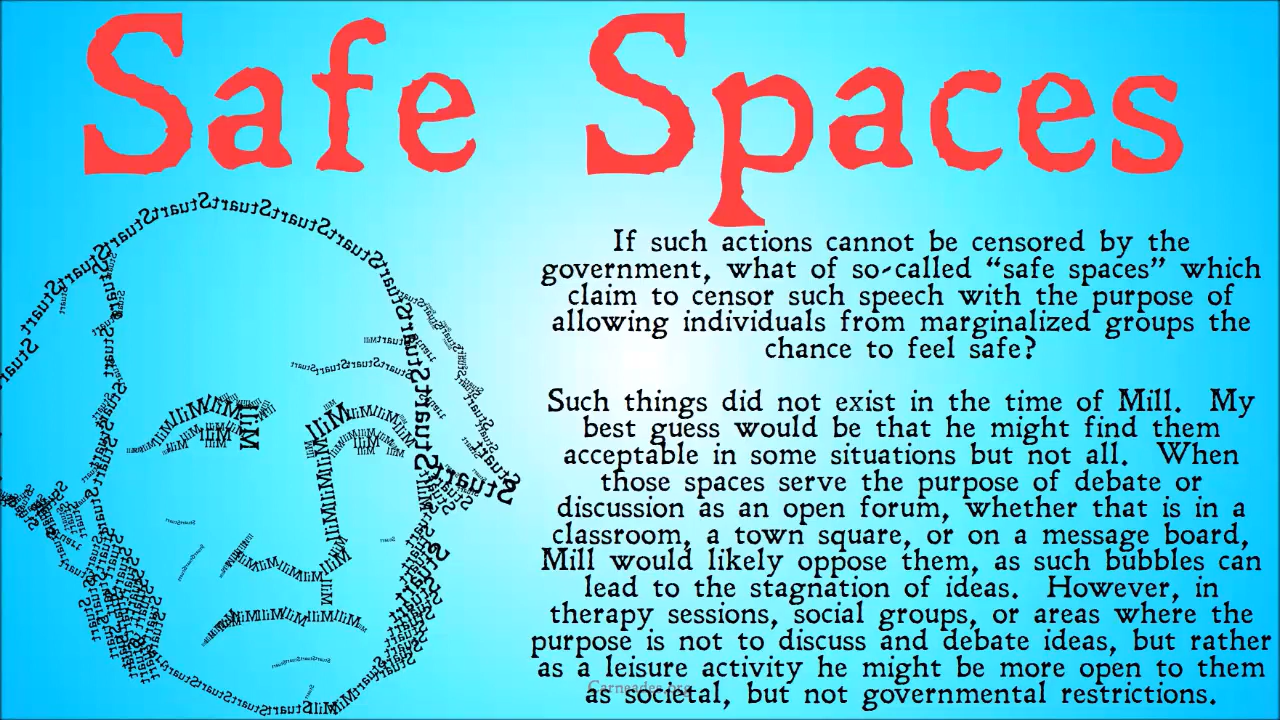 Safe Spaces
If such actions cannot be censored by the
government, what of so-called “safe spaces” which
claim to censor such speech with the purpose of
allowing individuals from marginalized groups the
chance to feel safe?
Such things did not exist in the time of Mill. My
best guess would be that he might find them
acceptable in some situations but not all. When
those spaces serve the purpose of debate or
discussion as an open forum, whether that is in a
classroom, a town square, or on a message board,
Mill would likely oppose them, as such bubbles can
lead to the stagnation of ideas. However, in
therapy sessions, social groups, or areas where the
purpose is not to discuss and debate ideas, but rather
as a leisure activity he might be more open to them
as societal, but not governmental restrictions.
Carneades.org